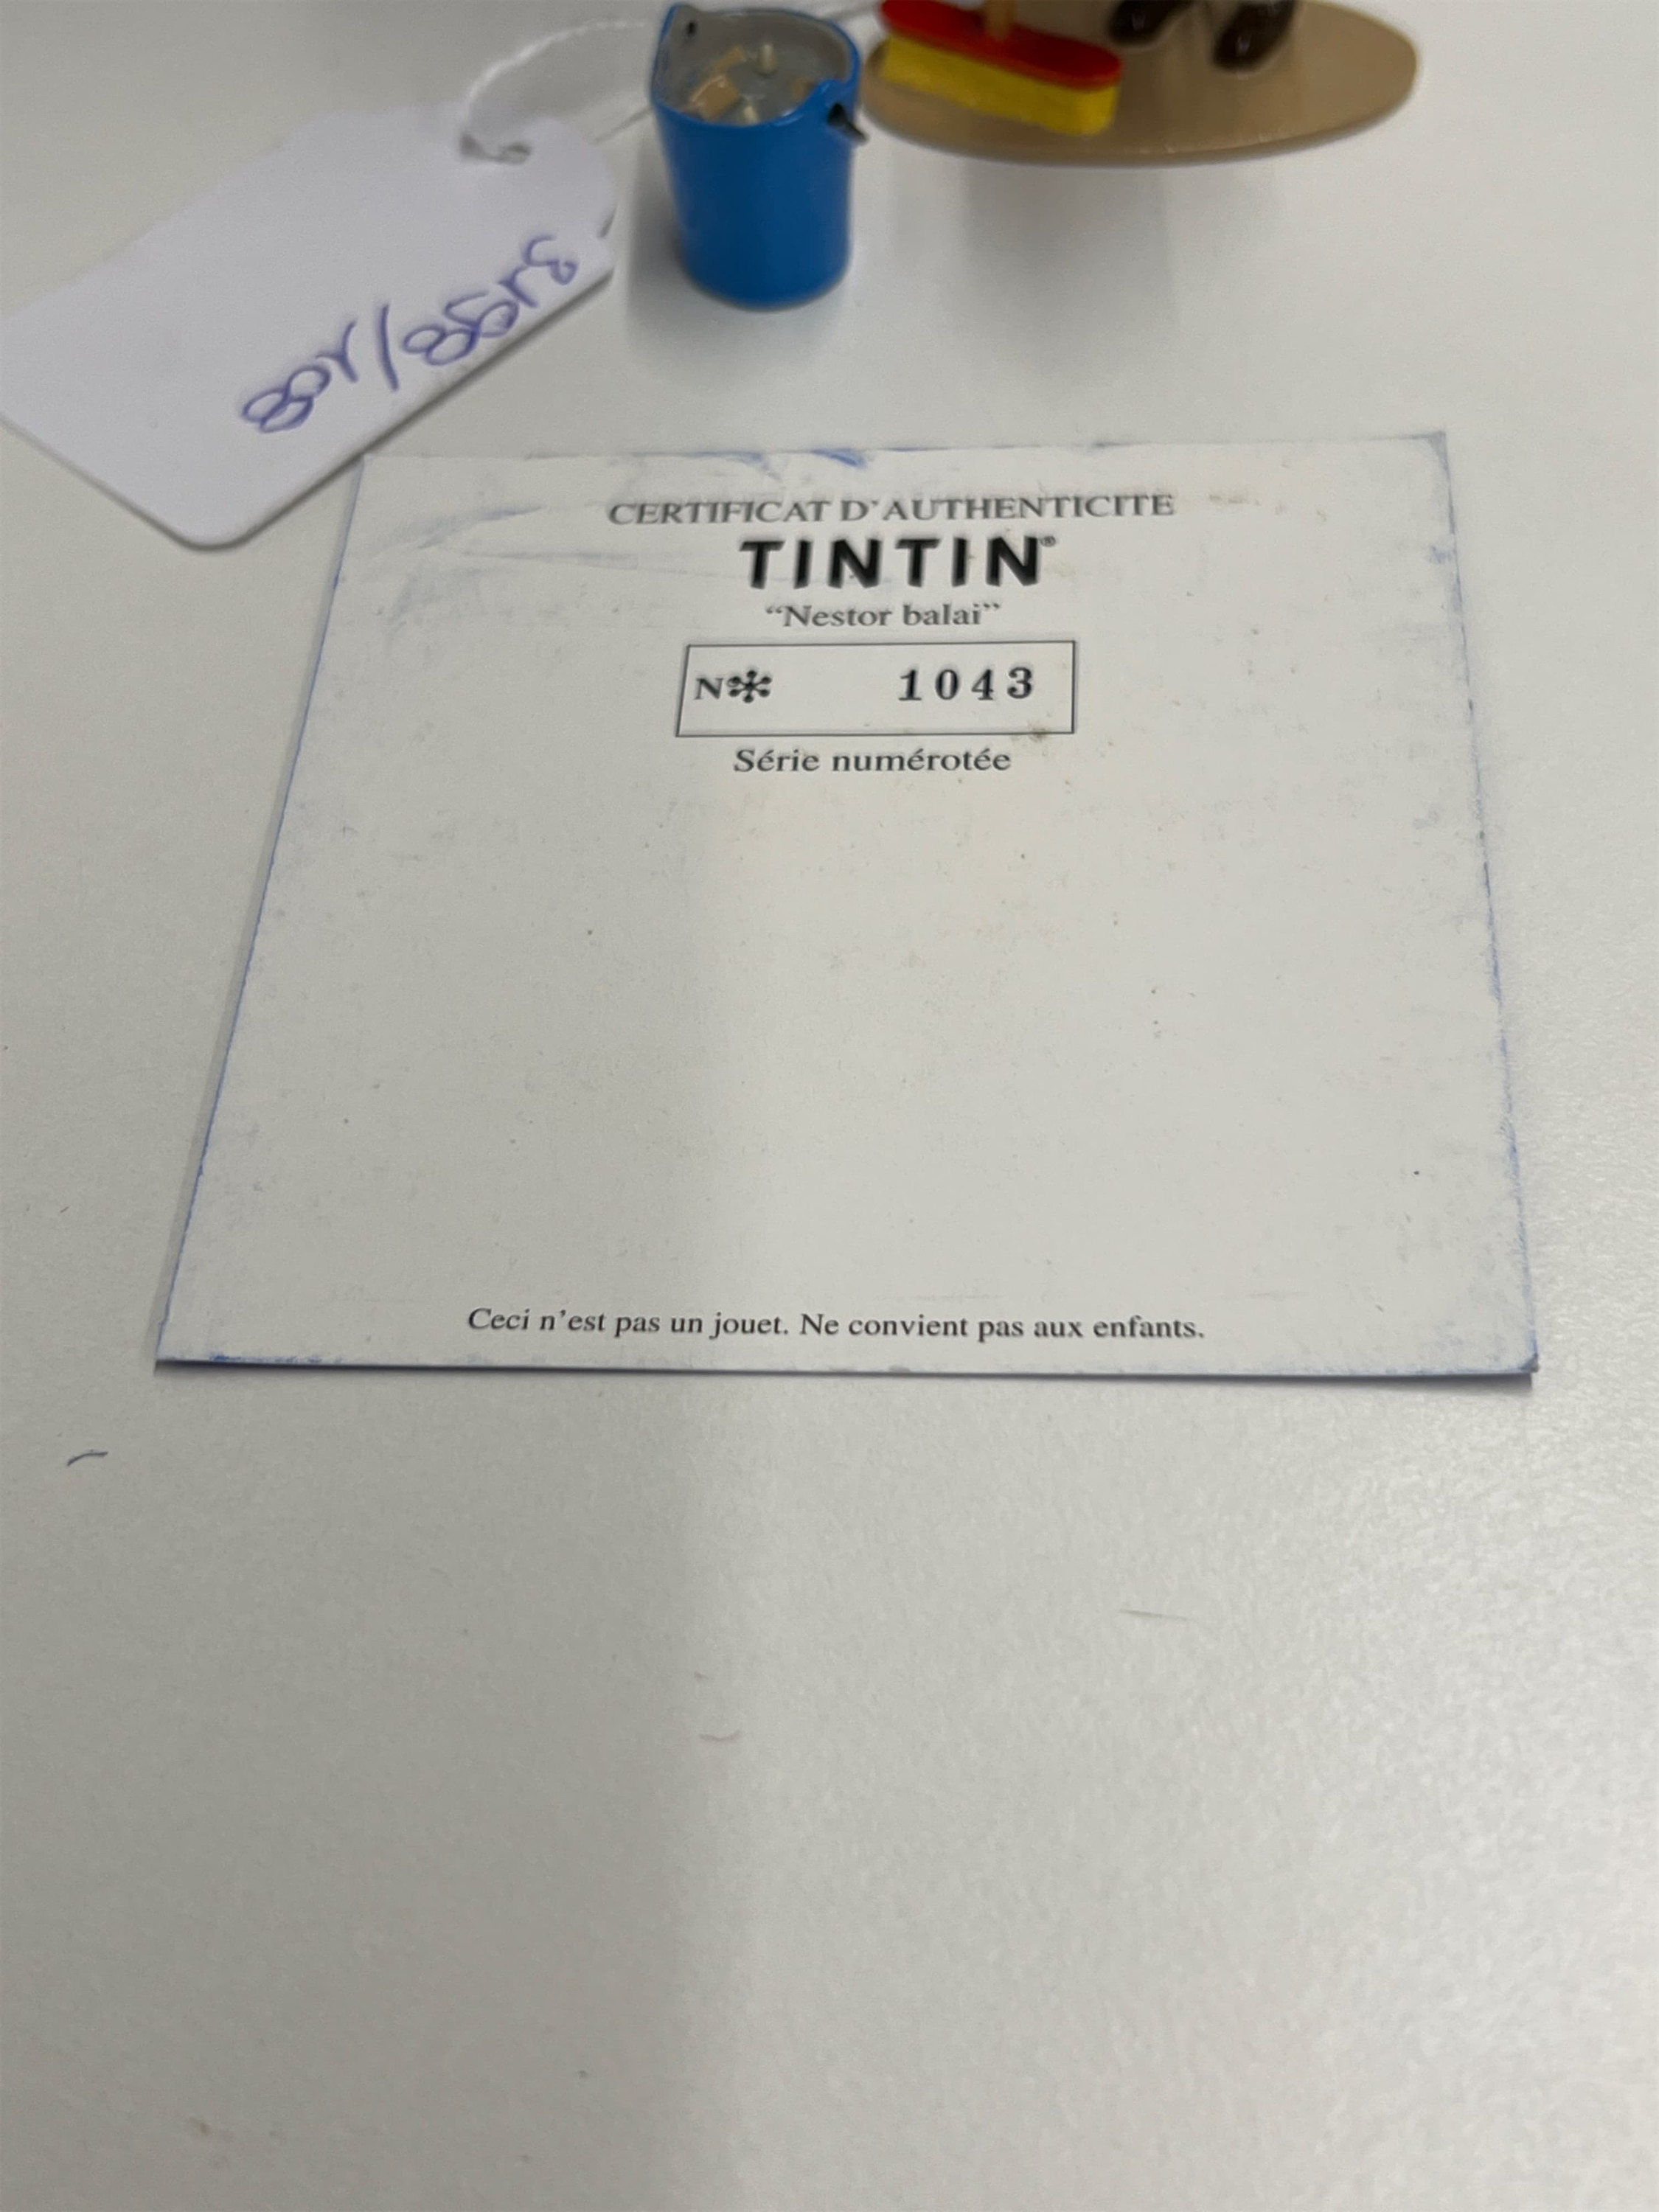 CERTIFICAT D'AUTHENTICITE
TINTIN®
“Nestor balai”
N✻ 1043
Série numérotée
Ceci n'est pas un jouet. Ne convient pas aux enfants.